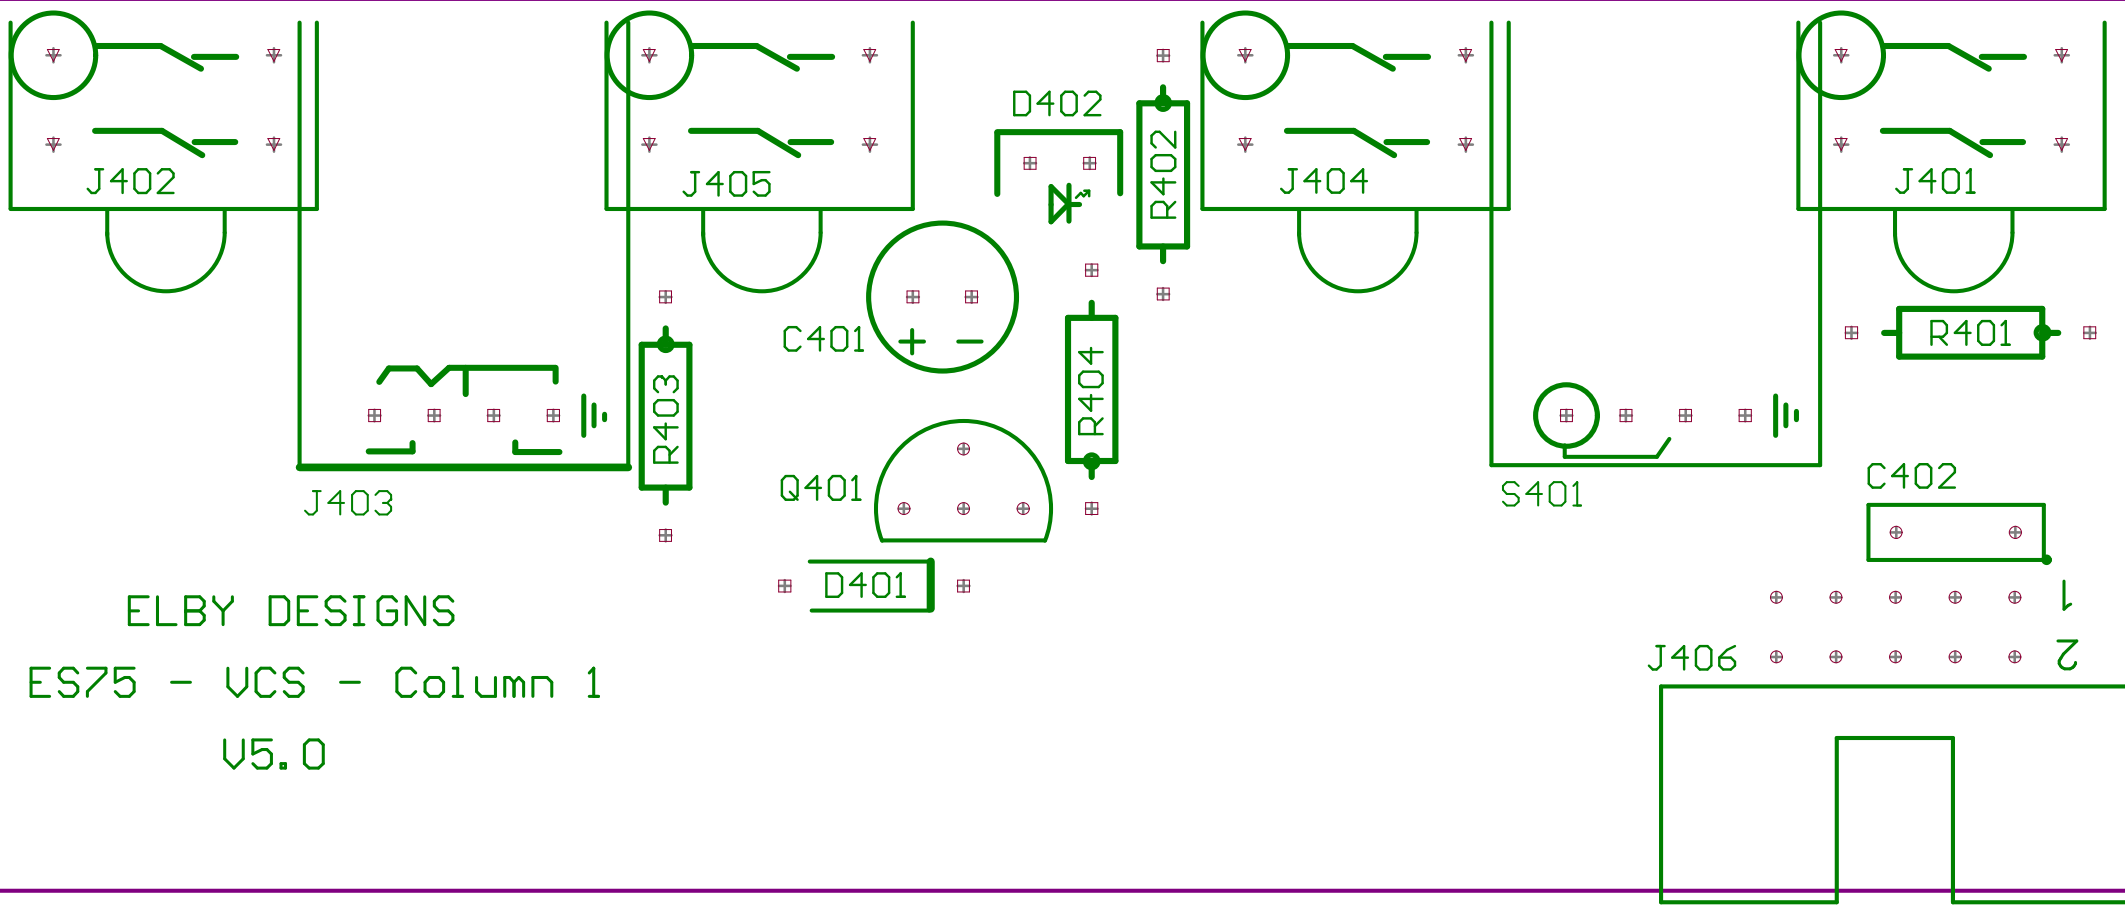 D402
R402
J402
J405
J404
J401
C401
R401
R404
R403
C402
Q401
J403
S401
D401
1
ELBY DESIGNS
2
J406
ES75 - VCS - Column 1
V5.0